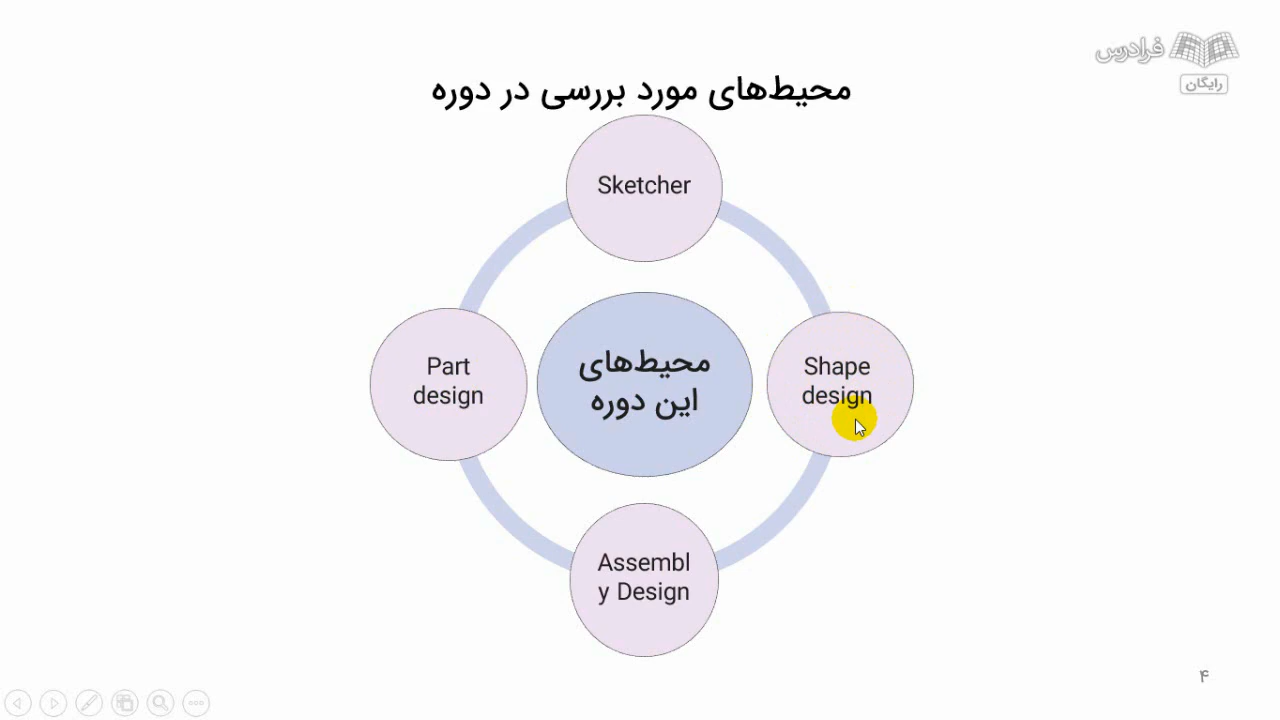 فرادرس
رایگان
محیط‌های مورد بررسی در دوره
Sketcher
Shape
design
Assembl
y Design
Part
design
محیط‌های
این دوره
۴